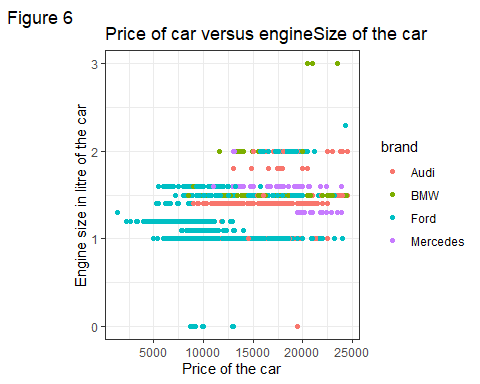 Figure 6
Price of car versus engineSize of the car
Engine size in litre of the car
3
2
1
0
5000 10000 15000 20000 25000
Price of the car
brand
Audi
BMW
Ford
Mercedes